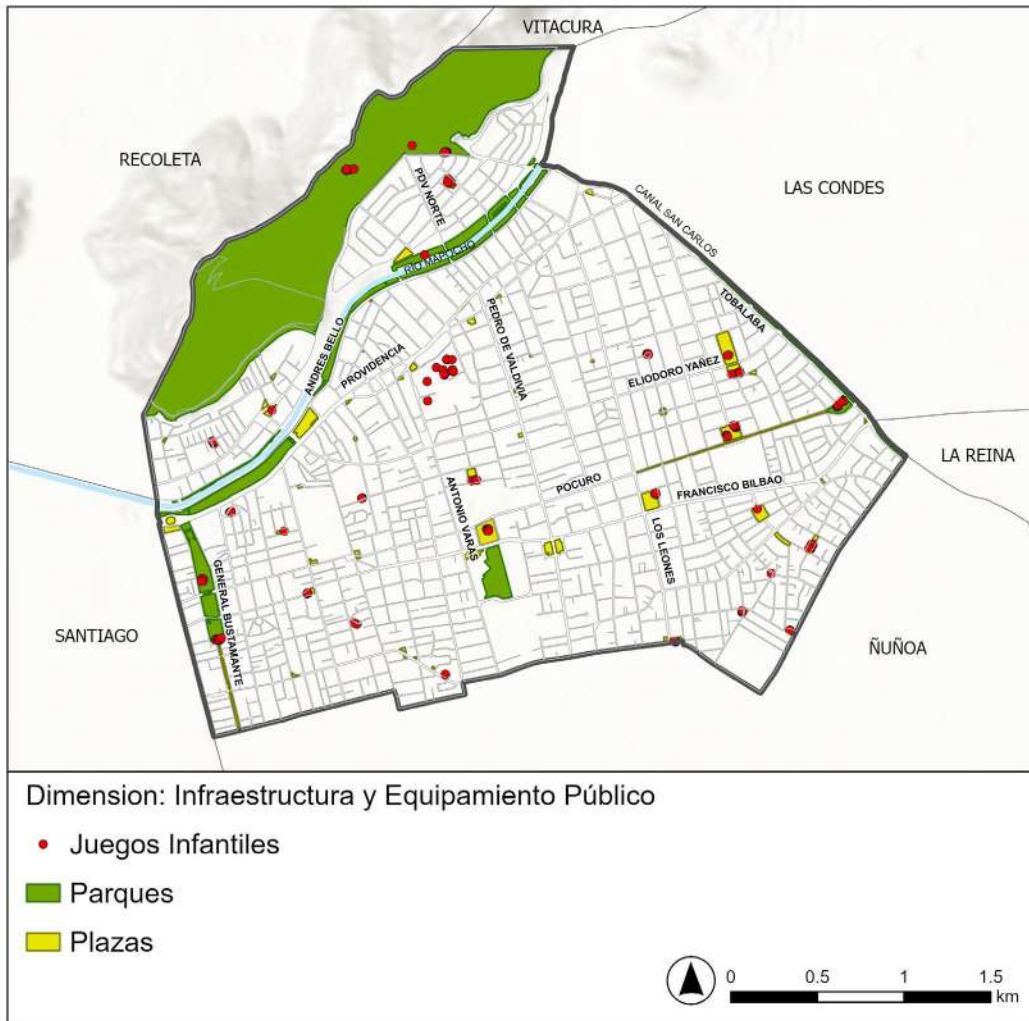 VITACURA
RECOLETA
LAS CONDES
PDV NORTE
CANAL SAN CARLOS
RIO MAPOCHO
TOBALABA
ANDRES BELLO
PROVIDENCIA
PEDRO DE VALDIVIA
ELIODORO YAÑEZ
LA REINA
POCURO
FRANCISCO BILBAO
ANTONIO VARAS
LOS LEONES
GENERAL BUSTAMANTE
SANTIAGO
ÑUÑOA
Dimension: Infraestructura y Equipamiento Público
Juegos Infantiles
Parques
Plazas
0 0.5 1 1.5
km